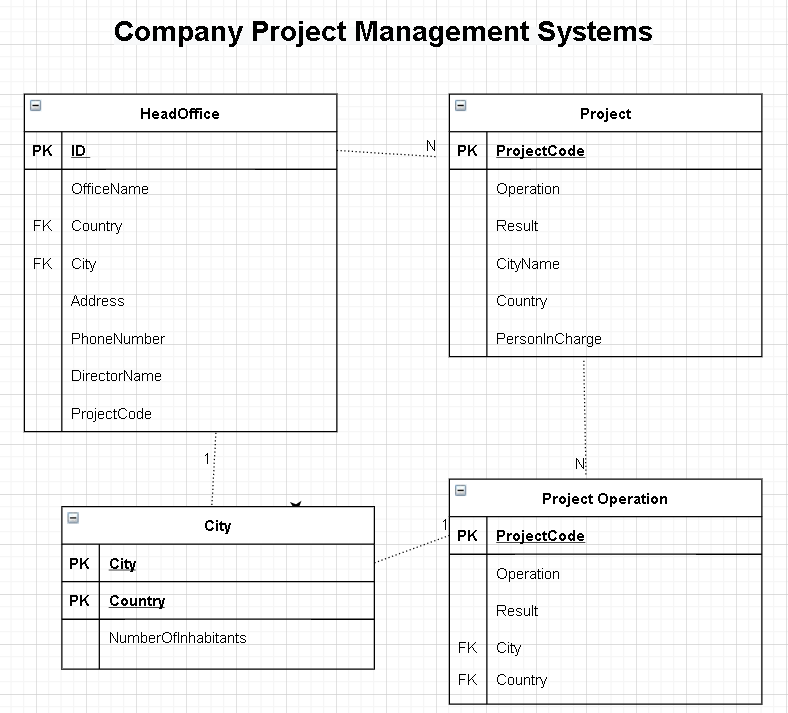 Company Project Management Systems
HeadOffice
PK ID
OfficeName
FK Country
FK City
Address
PhoneNumber
DirectorName
ProjectCode
N
Project
PK ProjectCode
Operation
Result
CityName
Country
PersonInCharge
1
N
City
PK City
PK Country
NumberOfInhabitants
1
Project Operation
PK ProjectCode
Operation
Result
FK City
FK Country